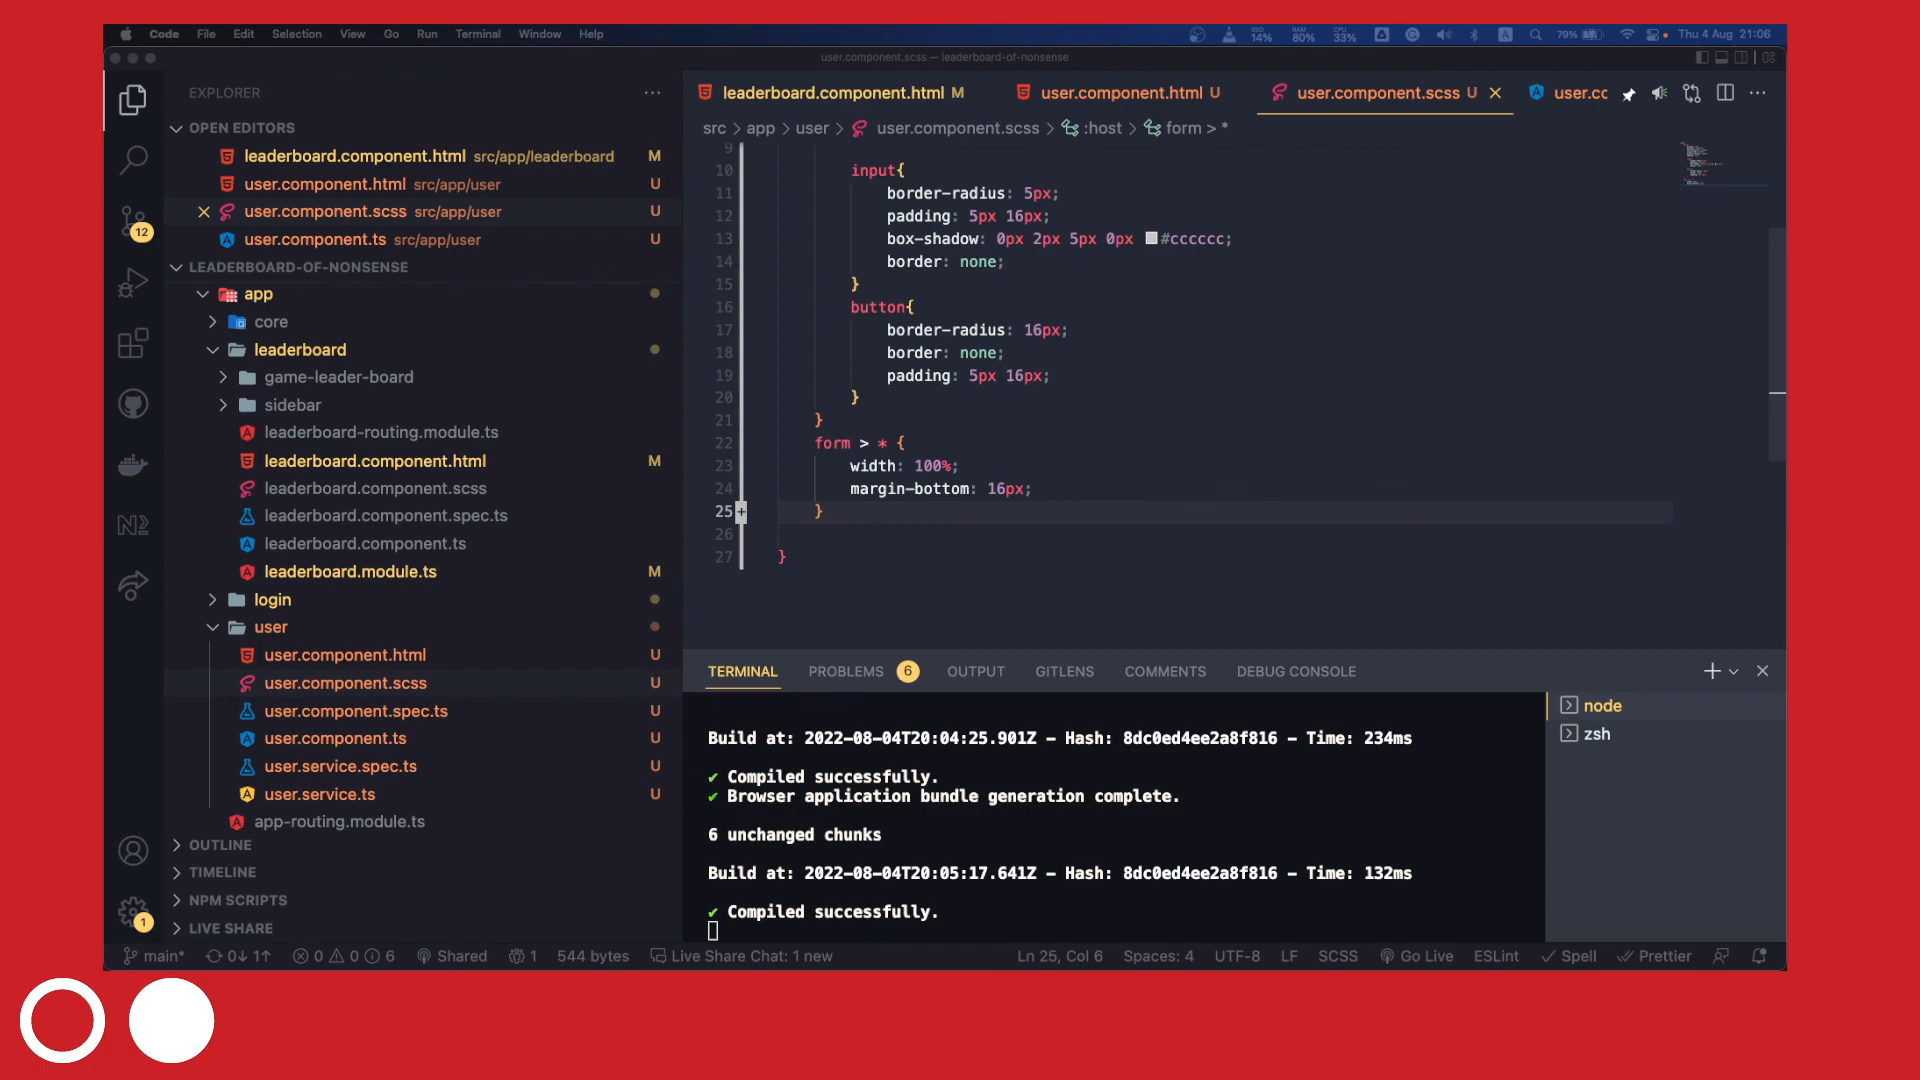 Code File Edit Selection View Go Run Terminal Window Help
SSD 14% RAM 80% CPU 33% A 79% Thu 4 Aug 21:06
user.component.scss — leaderboard-of-nonsense
EXPLORER
OPEN EDITORS
leaderboard.component.html src/app/leaderboard M
user.component.html src/app/user U
user.component.scss src/app/user U
user.component.ts src/app/user U
LEADERBOARD-OF-NONSENSE
app
core
leaderboard
game-leader-board
sidebar
leaderboard-routing.module.ts
leaderboard.component.html M
leaderboard.component.scss
leaderboard.component.spec.ts
leaderboard.component.ts
leaderboard.module.ts M
login
user
user.component.html U
user.component.scss U
user.component.spec.ts U
user.component.ts U
user.service.spec.ts U
user.service.ts U
app-routing.module.ts
OUTLINE
TIMELINE
NPM SCRIPTS
LIVE SHARE
12
1
leaderboard.component.html M user.component.html U user.component.scss U user.cc
src > app > user > user.component.scss > :host > form > *
9
10 input{
11 border-radius: 5px;
12 padding: 5px 16px;
13 box-shadow: 0px 2px 5px 0px #cccccc;
14 border: none;
15 }
16 button{
17 border-radius: 16px;
18 border: none;
19 padding: 5px 16px;
20 }
21 }
22 form > * {
23 width: 100%;
24 margin-bottom: 16px;
25 + }
26
27 }
TERMINAL PROBLEMS 6 OUTPUT GITLENS COMMENTS DEBUG CONSOLE
Build at: 2022-08-04T20:04:25.901Z - Hash: 8dc0ed4ee2a8f816 - Time: 234ms
✔ Compiled successfully.
✔ Browser application bundle generation complete.
6 unchanged chunks
Build at: 2022-08-04T20:05:17.641Z - Hash: 8dc0ed4ee2a8f816 - Time: 132ms
✔ Compiled successfully.
node
zsh
main* 0↓ 1↑ 0 0 6 Shared 1 544 bytes Live Share Chat: 1 new Ln 25, Col 6 Spaces: 4 UTF-8 LF SCSS Go Live ESLint Spell Prettier